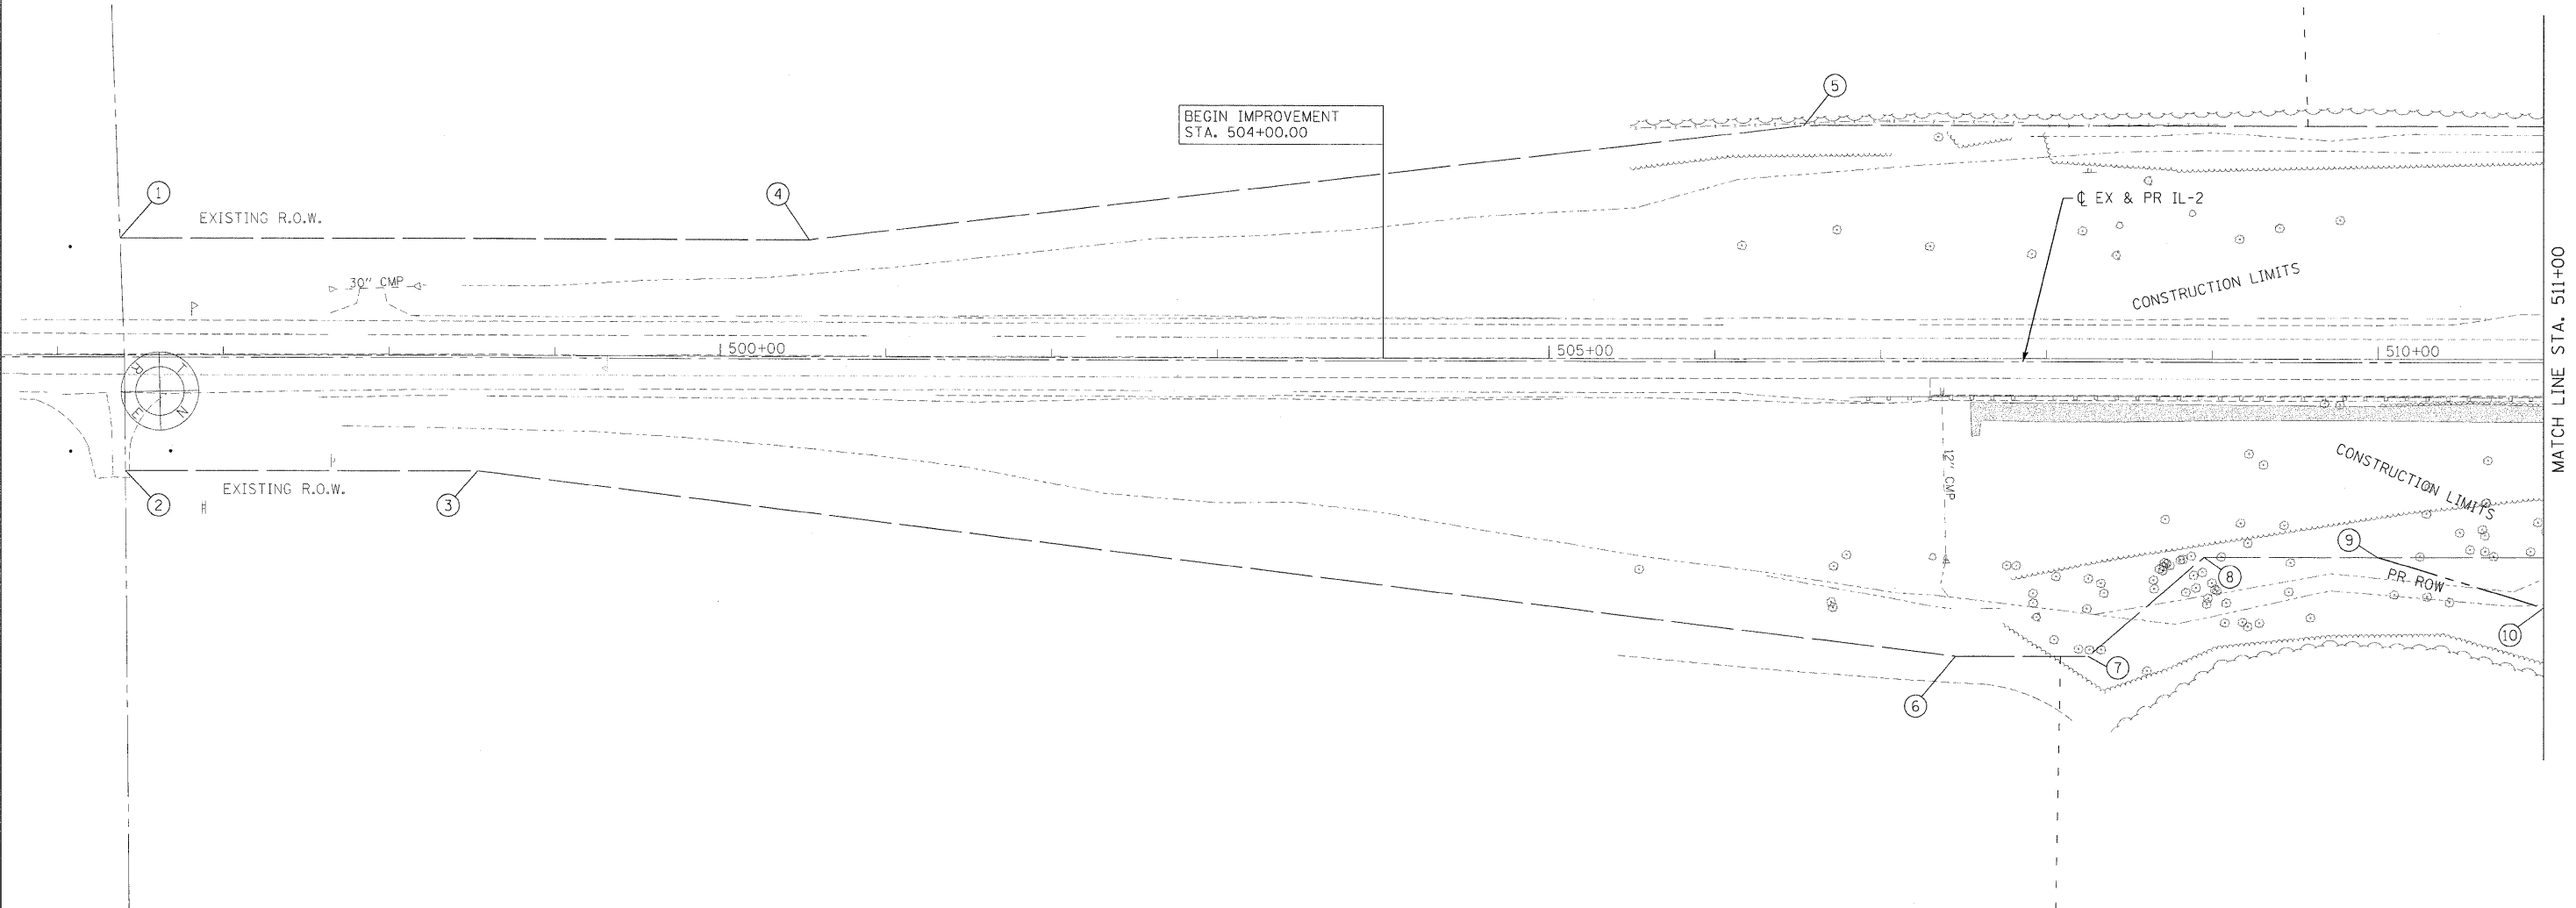 BEGIN IMPROVEMENT
STA. 504+00.00
5
1
4
EXISTING R.O.W.
℄ EX & PR IL-2
CONSTRUCTION LIMITS
30" CMP
500+00
505+00
510+00
MATCH LINE STA. 511+00
12" CMP
CONSTRUCTION LIMITS
EXISTING R.O.W.
2
3
9
8
PR ROW
10
7
6